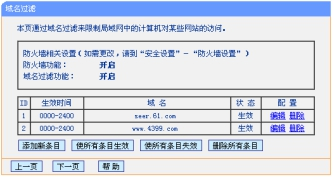 域名过滤
本页通过域名过滤来限制局域网中的计算机对某些网站的访问。
防火墙相关设置(如需更改,请到“安全设置”-“防火墙设置”)
防火墙功能: 开启
域名过滤功能: 开启
ID 生效时间 域 名 状 态 配 置
1 0000-2400 seer.61.com 生效 编辑 删除
2 0000-2400 www.4399.com 生效 编辑 删除
添加新条目 使所有条目生效 使所有条目失效 删除所有条目
上一页 下一页 帮 助